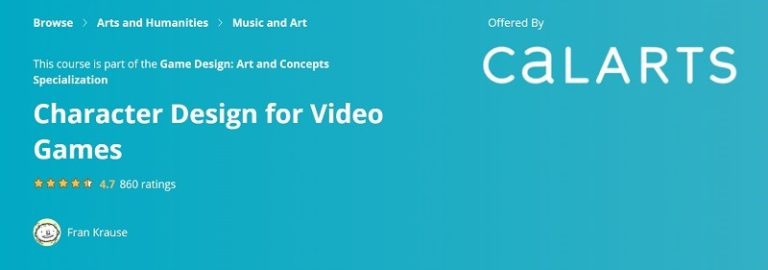 Browse > Arts and Humanities > Music and Art
Offered By
CaLARTS
This course is part of the Game Design: Art and Concepts
Specialization
Character Design for Video
Games
4.7 860 ratings
Fran Krause